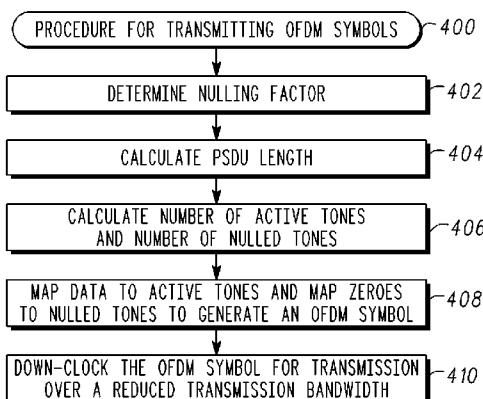 PROCEDURE FOR TRANSMITTING OFDM SYMBOLS 400
DETERMINE NULLING FACTOR 402
CALCULATE PSDU LENGTH 404
CALCULATE NUMBER OF ACTIVE TONES
AND NUMBER OF NULLED TONES 406
MAP DATA TO ACTIVE TONES AND MAP ZEROES
TO NULLED TONES TO GENERATE AN OFDM SYMBOL 408
DOWN-CLOCK THE OFDM SYMBOL FOR TRANSMISSION
OVER A REDUCED TRANSMISSION BANDWIDTH 410